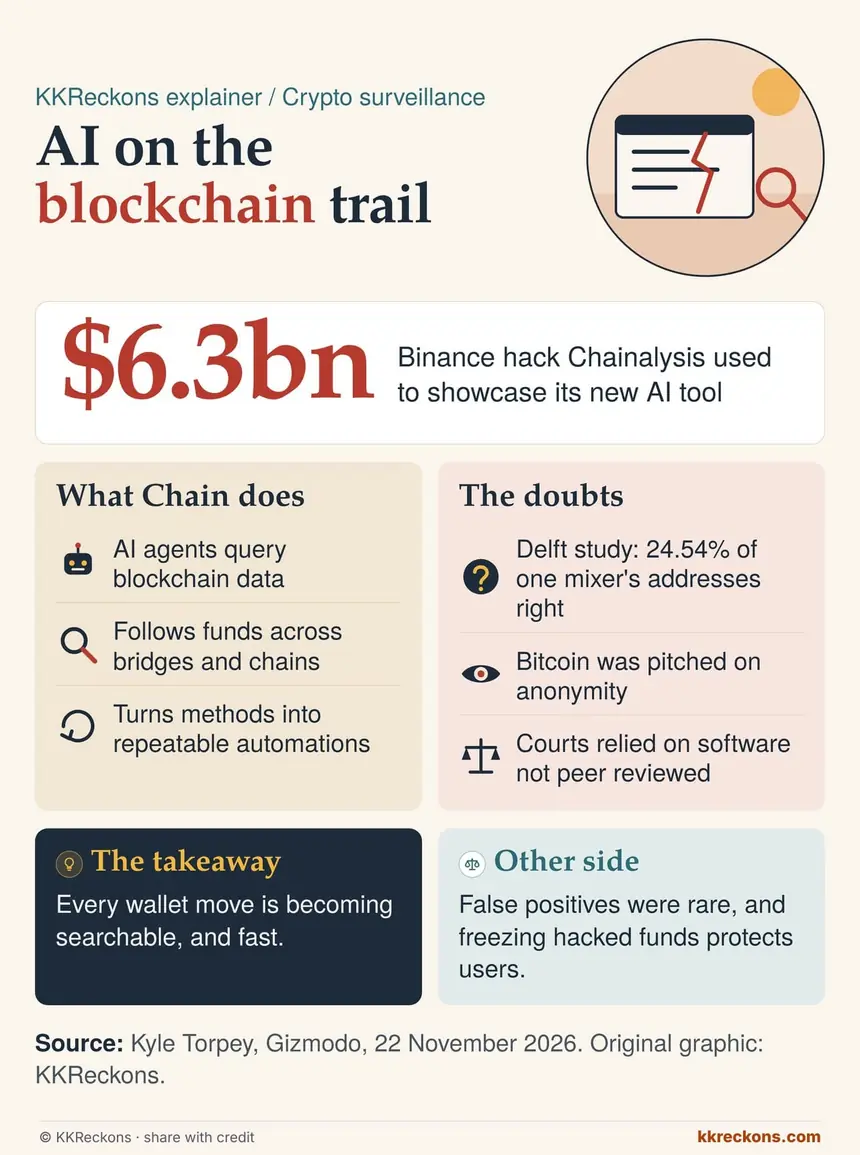 KKReckons explainer / Crypto surveillance
AI on the
blockchain trail
$6.3bn
Binance hack Chainalysis used
to showcase its new AI tool
What Chain does
AI agents query
blockchain data
Follows funds across
bridges and chains
Turns methods into
repeatable automations
The doubts
?
Delft study: 24.54% of
one mixer's addresses
right
Bitcoin was pitched on
anonymity
Courts relied on software
not peer reviewed
The takeaway
Every wallet move is becoming
searchable, and fast.
Other side
False positives were rare, and
freezing hacked funds protects
users.
Source: Kyle Torpey, Gizmodo, 22 November 2026. Original graphic:
KKReckons.
© KKReckons · share with credit
kkreckons.com